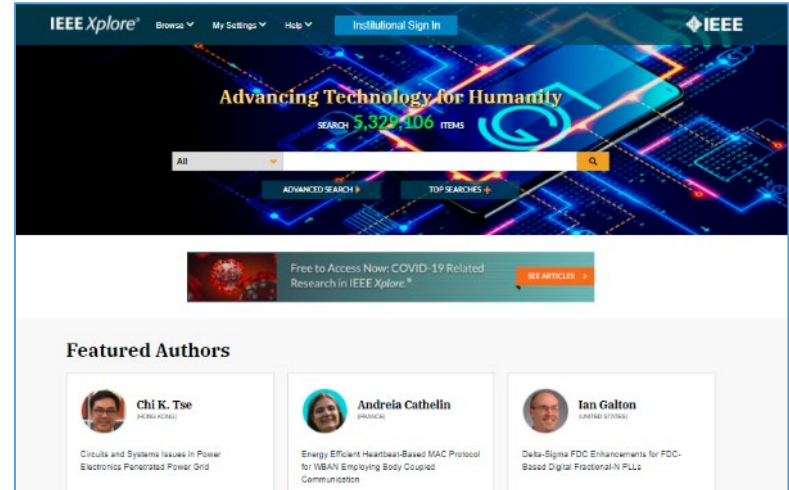 IEEE Xplore® Browse My Settings Help Institutional Sign In IEEE
Advancing Technology for Humanity
SEARCH 5,329,106 ITEMS
All
ADVANCED SEARCH TOP SEARCHES
Free to Access Now: COVID-19 Related
Research in IEEE Xplore.®
SEE ARTICLES
Featured Authors
Chi K. Tse
(HONG KONG)
Circuits and Systems Issues in Power
Electronics Penetrated Power Grid
Andreia Cathelin
(FRANCE)
Energy Efficient Heartbeat-Based MAC Protocol
for WBAN Employing Body Coupled
Communication
Ian Galton
(UNITED STATES)
Delta-Sigma FDC Enhancements for FDC-
Based Digital Fractional-N PLLs